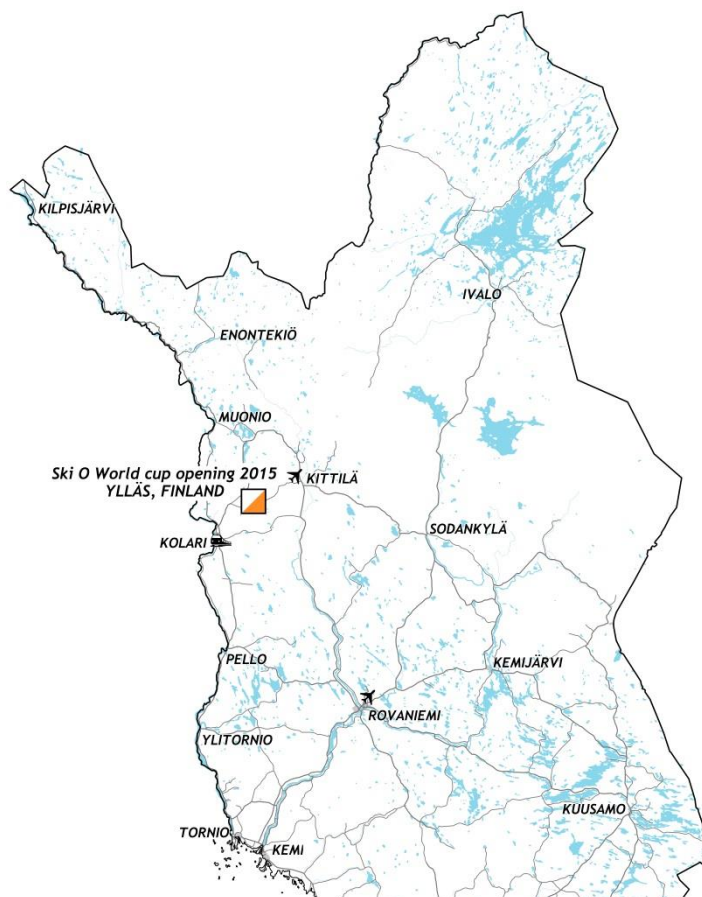 KILPISJÄRVI
IVALO
ENONTEKIÖ
MUONIO
Ski O World cup opening 2015
YLLÄS, FINLAND
KITTILÄ
SODANKYLÄ
KOLARI
PELLO
KEMIJÄRVI
ROVANIEMI
YLITORNIO
KUUSAMO
TORNIO
KEMI